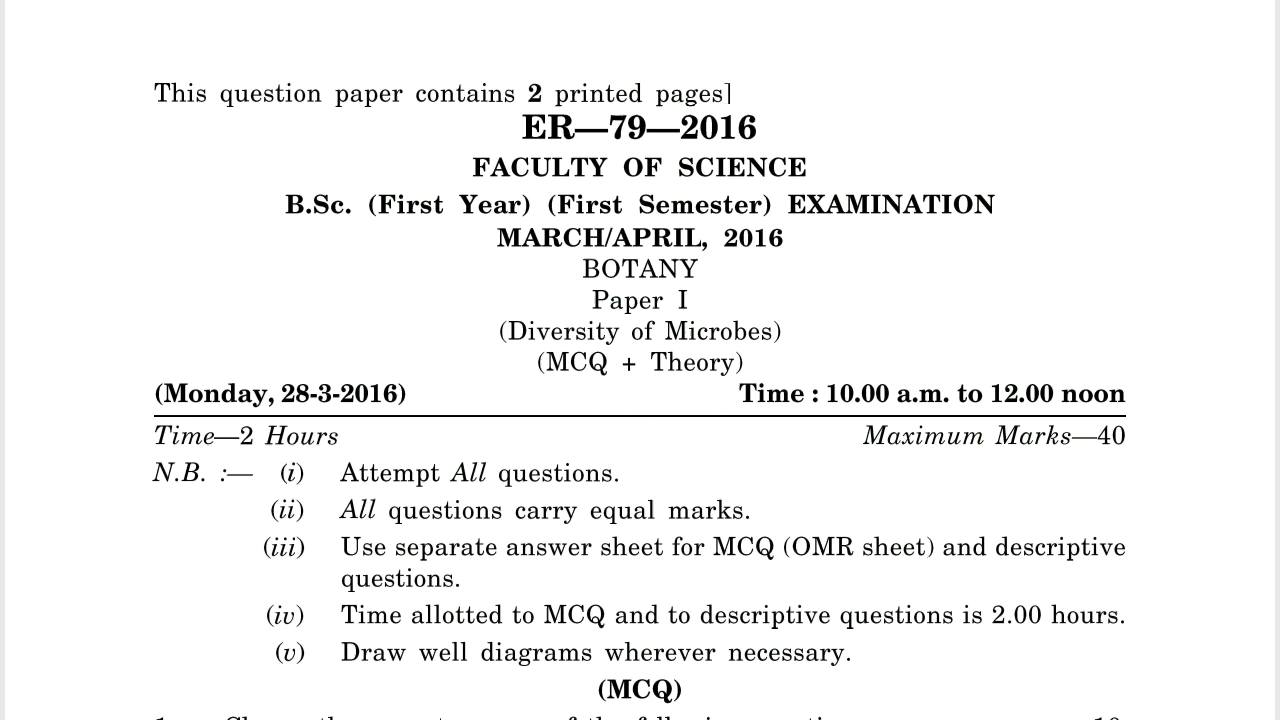 This question paper contains 2 printed pages]
ER—79—2016
FACULTY OF SCIENCE
B.Sc. (First Year) (First Semester) EXAMINATION
MARCH/APRIL, 2016
BOTANY
Paper I
(Diversity of Microbes)
(MCQ + Theory)
(Monday, 28-3-2016) Time : 10.00 a.m. to 12.00 noon
Time—2 Hours Maximum Marks—40
N.B. :— (i) Attempt All questions.
(ii) All questions carry equal marks.
(iii) Use separate answer sheet for MCQ (OMR sheet) and descriptive
questions.
(iv) Time allotted to MCQ and to descriptive questions is 2.00 hours.
(v) Draw well diagrams wherever necessary.
(MCQ)